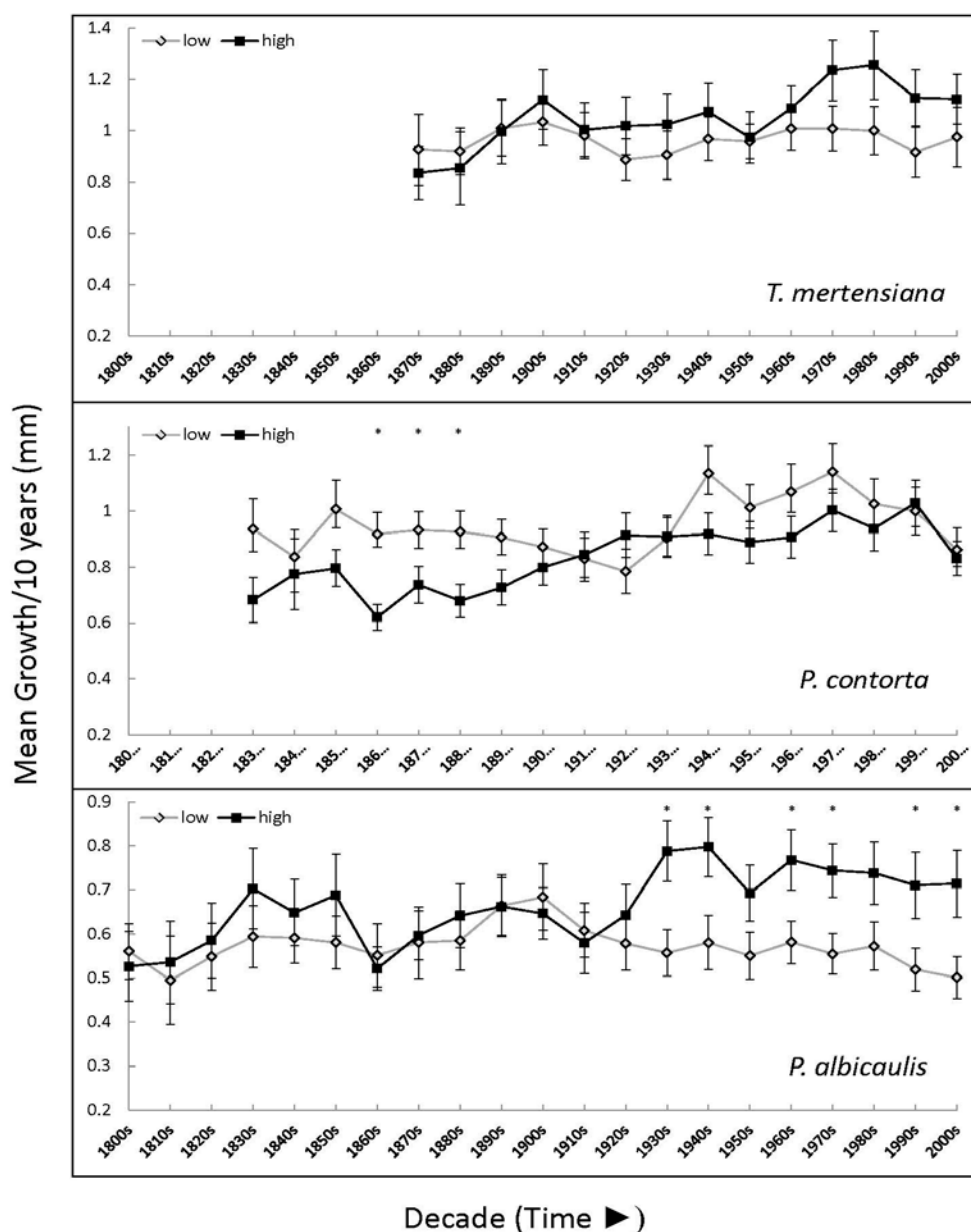 Mean Growth/10 years (mm)
1.4
1.2
1
0.8
0.6
0.4
0.2
low high
T. mertensiana
1800s 1810s 1820s 1830s 1840s 1850s 1860s 1870s 1880s 1890s 1900s 1910s 1920s 1930s 1940s 1950s 1960s 1970s 1980s 1990s 2000s
1.2
1
0.8
0.6
0.4
0.2
low high
* * *
P. contorta
180... 181... 182... 183... 184... 185... 186... 187... 188... 189... 190... 191... 192... 193... 194... 195... 196... 197... 198... 199... 200...
0.9
0.8
0.7
0.6
0.5
0.4
0.3
0.2
low high
* * * * * *
P. albicaulis
1800s 1810s 1820s 1830s 1840s 1850s 1860s 1870s 1880s 1890s 1900s 1910s 1920s 1930s 1940s 1950s 1960s 1970s 1980s 1990s 2000s
Decade (Time ►)